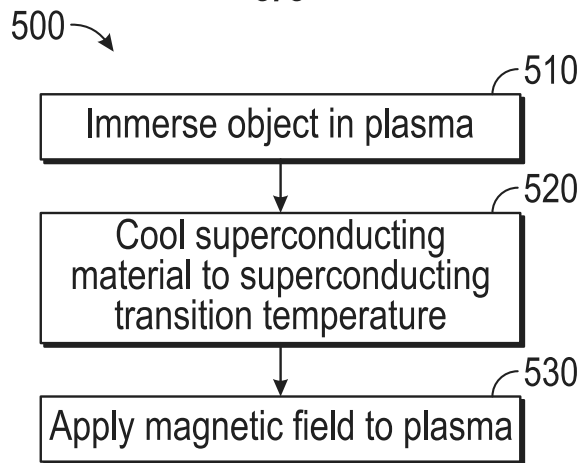 500
510
Immerse object in plasma
520
Cool superconducting
material to superconducting
transition temperature
530
Apply magnetic field to plasma